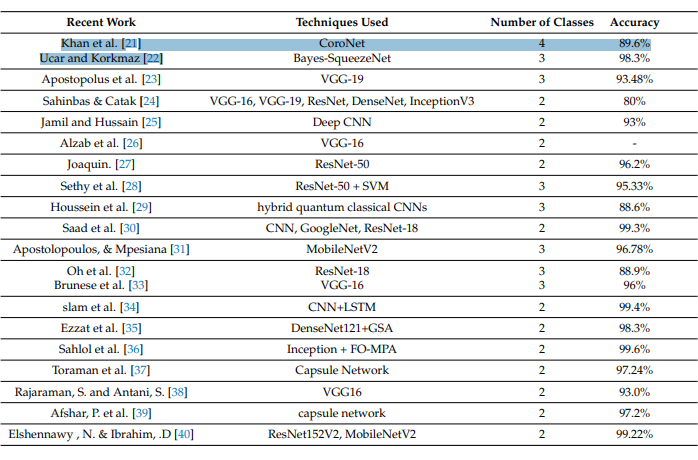 Recent Work Techniques Used Number of Classes Accuracy
Khan et al. [21] CoroNet 4 89.6%
Ucar and Korkmaz [22] Bayes-SqueezeNet 3 98.3%
Apostopolus et al. [23] VGG-19 3 93.48%
Sahinbas & Catak [24] VGG-16, VGG-19, ResNet, DenseNet, InceptionV3 2 80%
Jamil and Hussain [25] Deep CNN 2 93%
Alzab et al. [26] VGG-16 2 -
Joaquin. [27] ResNet-50 2 96.2%
Sethy et al. [28] ResNet-50 + SVM 3 95.33%
Houssein et al. [29] hybrid quantum classical CNNs 3 88.6%
Saad et al. [30] CNN, GoogleNet, ResNet-18 2 99.3%
Apostolopoulos, & Mpesiana [31] MobileNetV2 3 96.78%
Oh et al. [32] ResNet-18 3 88.9%
Brunese et al. [33] VGG-16 3 96%
slam et al. [34] CNN+LSTM 2 99.4%
Ezzat et al. [35] DenseNet121+GSA 2 98.3%
Sahlol et al. [36] Inception + FO-MPA 2 99.6%
Toraman et al. [37] Capsule Network 2 97.24%
Rajaraman, S. and Antani, S. [38] VGG16 2 93.0%
Afshar, P. et al. [39] capsule network 2 97.2%
Elshennawy , N. & Ibrahim, .D [40] ResNet152V2, MobileNetV2 2 99.22%